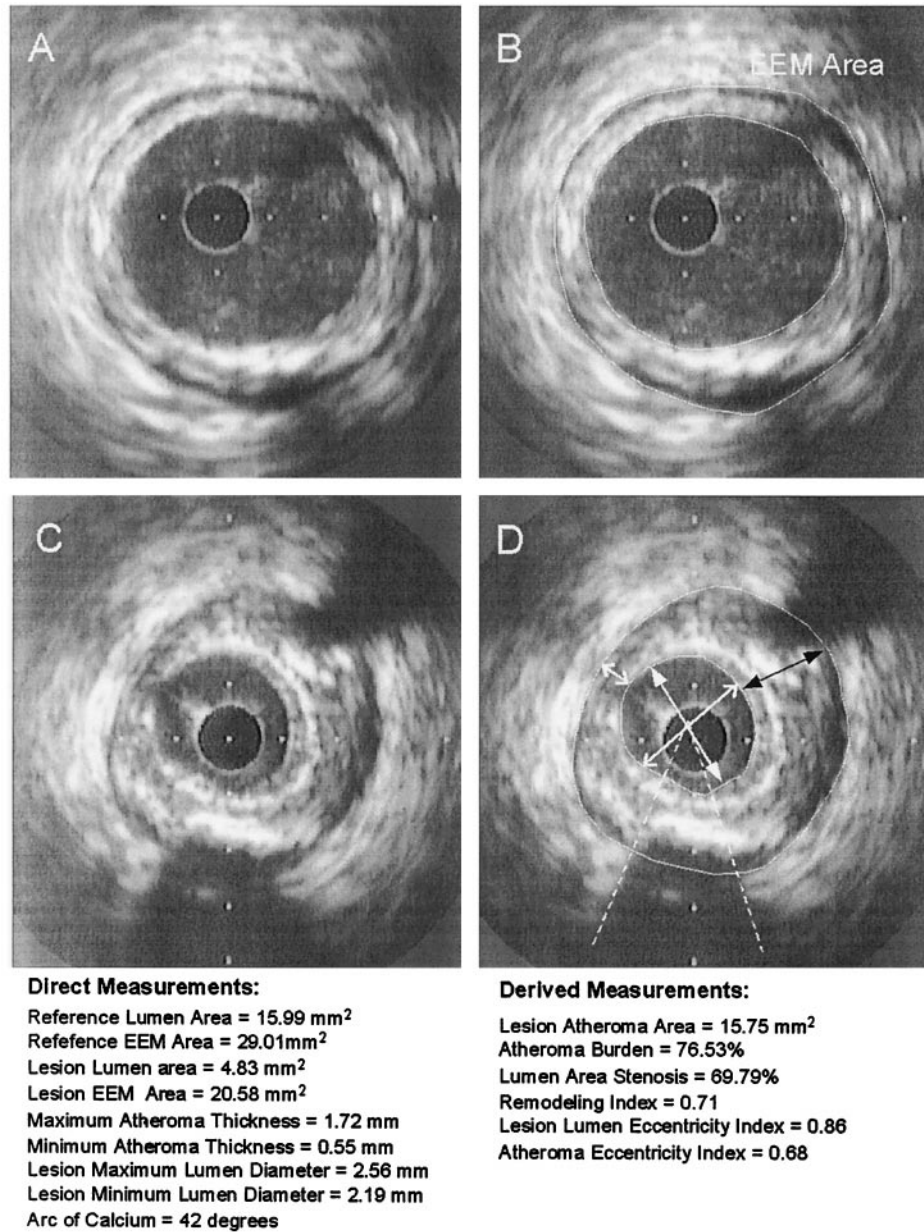 A
B
EEM Area
C
D
Direct Measurements:
Reference Lumen Area = 15.99 mm²
Refefence EEM Area = 29.01mm²
Lesion Lumen area = 4.83 mm²
Lesion EEM Area = 20.58 mm²
Maximum Atheroma Thickness = 1.72 mm
Minimum Atheroma Thickness = 0.55 mm
Lesion Maximum Lumen Diameter = 2.56 mm
Lesion Minimum Lumen Diameter = 2.19 mm
Arc of Calcium = 42 degrees
Derived Measurements:
Lesion Atheroma Area = 15.75 mm²
Atheroma Burden = 76.53%
Lumen Area Stenosis = 69.79%
Remodeling Index = 0.71
Lesion Lumen Eccentricity Index = 0.86
Atheroma Eccentricity Index = 0.68